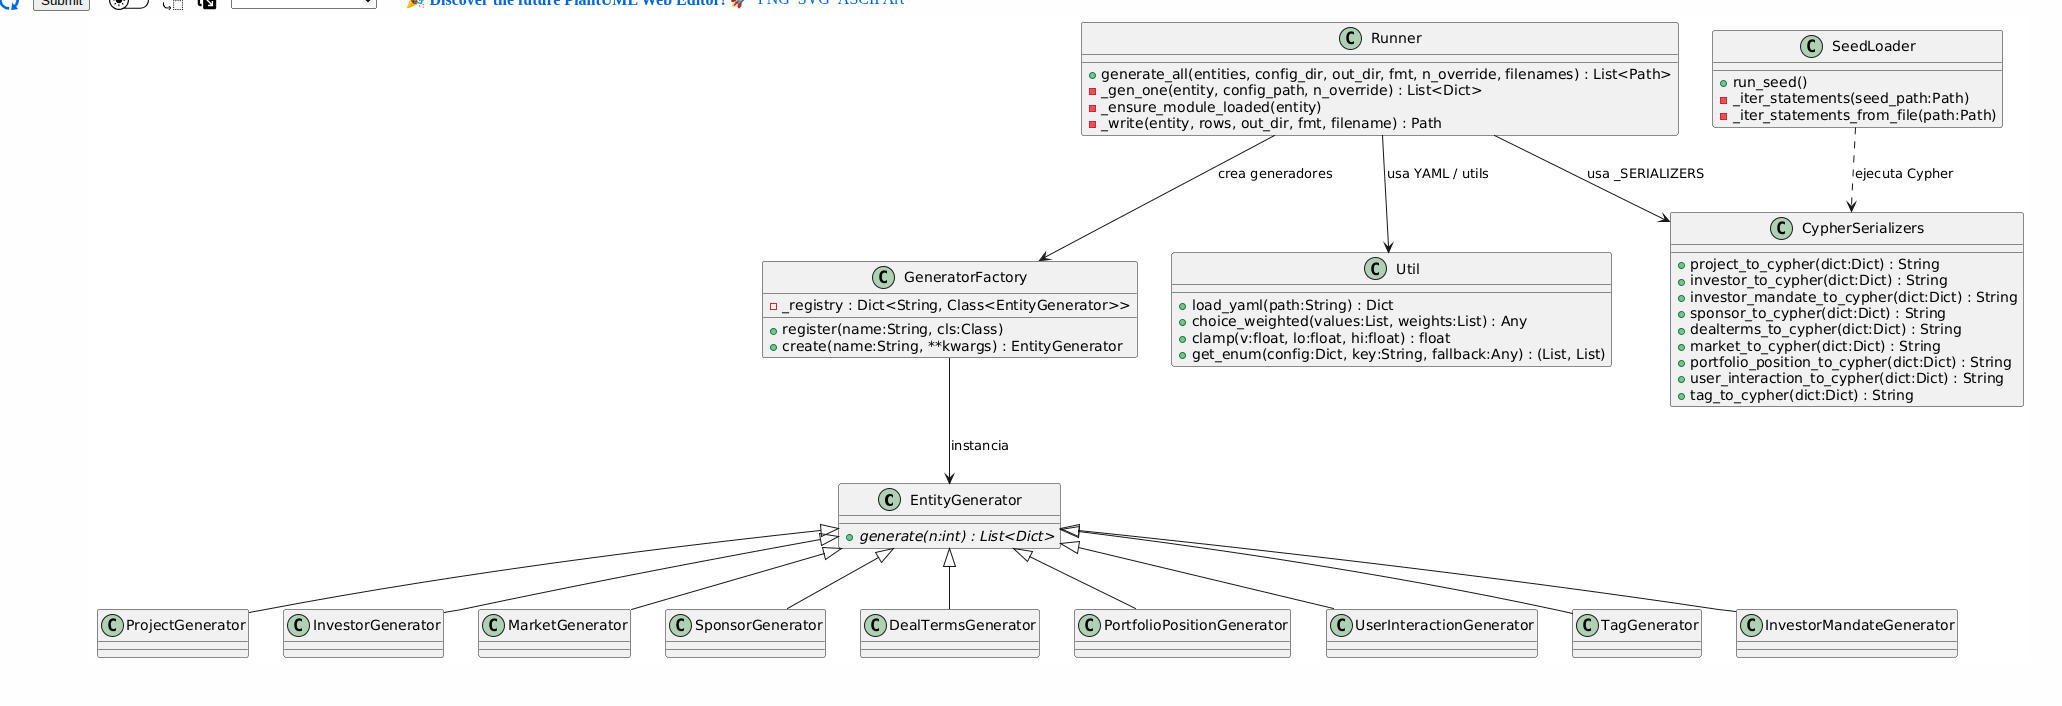 Submit
🎉 Discover the future PlantUML Web Editor! 🚀 PNG SVG ASCII Art
C Runner
generate_all(entities, config_dir, out_dir, fmt, n_override, filenames) : List<Path>
_gen_one(entity, config_path, n_override) : List<Dict>
_ensure_module_loaded(entity)
_write(entity, rows, out_dir, fmt, filename) : Path
C SeedLoader
run_seed()
_iter_statements(seed_path:Path)
_iter_statements_from_file(path:Path)
crea generadores
usa YAML / utils
usa _SERIALIZERS
ejecuta Cypher
C GeneratorFactory
_registry : Dict<String, Class<EntityGenerator>>
register(name:String, cls:Class)
create(name:String, **kwargs) : EntityGenerator
C Util
load_yaml(path:String) : Dict
choice_weighted(values:List, weights:List) : Any
clamp(v:float, lo:float, hi:float) : float
get_enum(config:Dict, key:String, fallback:Any) : (List, List)
C CypherSerializers
project_to_cypher(dict:Dict) : String
investor_to_cypher(dict:Dict) : String
investor_mandate_to_cypher(dict:Dict) : String
sponsor_to_cypher(dict:Dict) : String
dealterms_to_cypher(dict:Dict) : String
market_to_cypher(dict:Dict) : String
portfolio_position_to_cypher(dict:Dict) : String
user_interaction_to_cypher(dict:Dict) : String
tag_to_cypher(dict:Dict) : String
instancia
C EntityGenerator
generate(n:int) : List<Dict>
C ProjectGenerator
C InvestorGenerator
C MarketGenerator
C SponsorGenerator
C DealTermsGenerator
C PortfolioPositionGenerator
C UserInteractionGenerator
C TagGenerator
C InvestorMandateGenerator